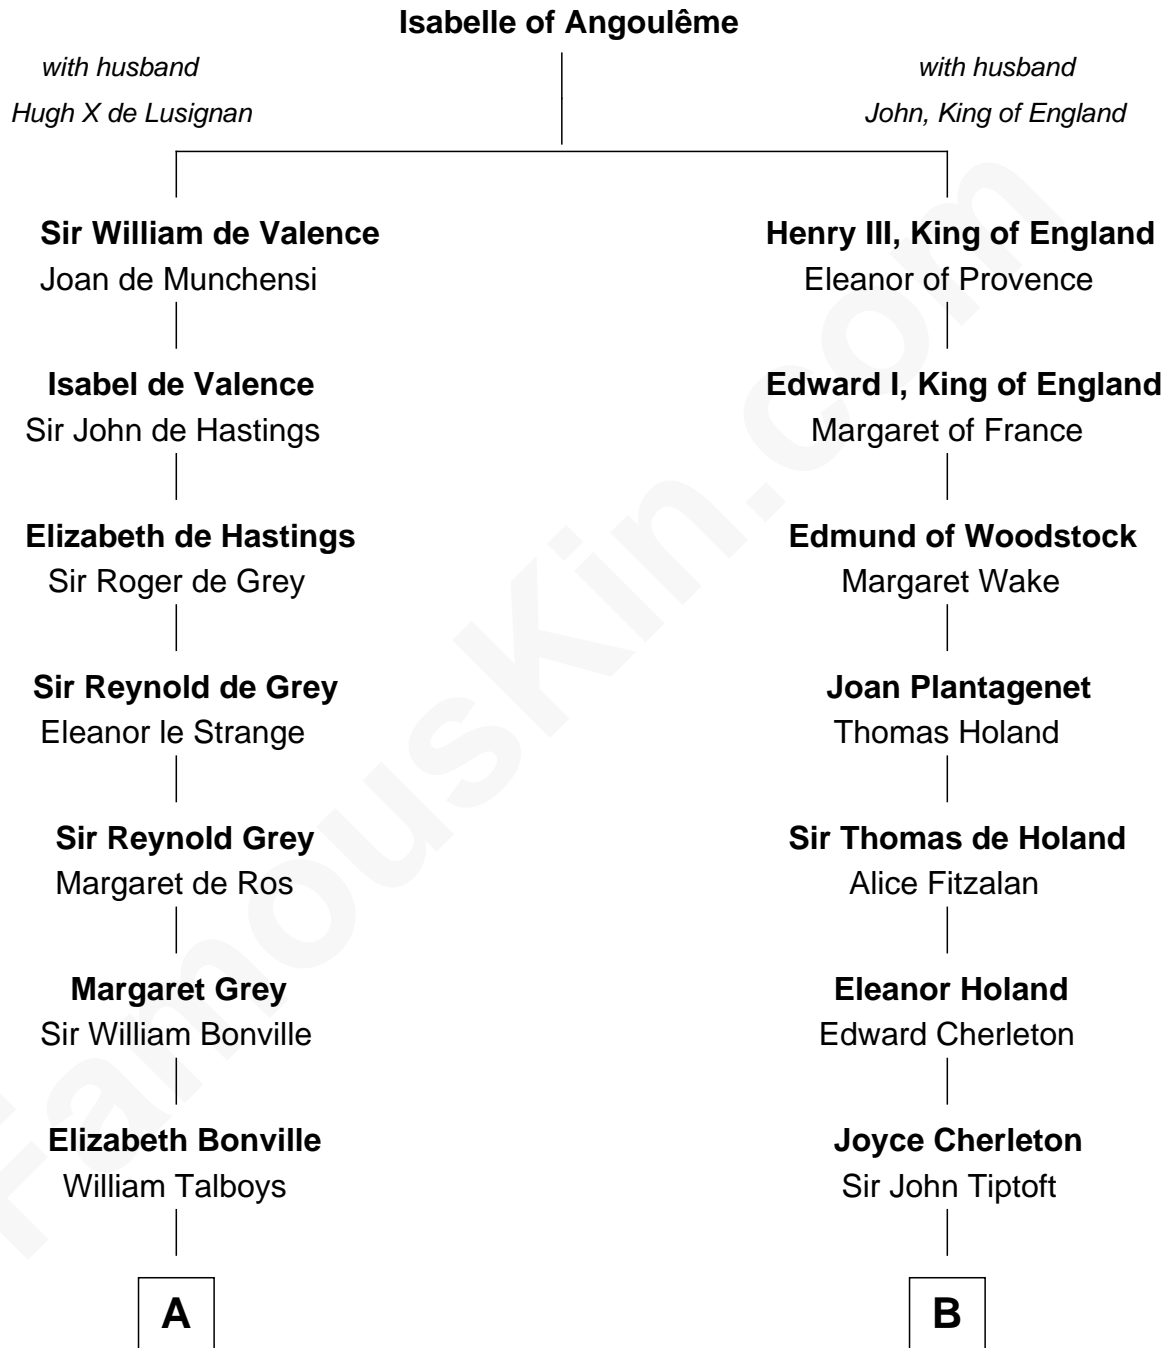 Isabelle of Angoulême
with husband
Hugh X de Lusignan
with husband
John, King of England
Sir William de Valence
Joan de Munchensi
Henry III, King of England
Eleanor of Provence
Isabel de Valence
Sir John de Hastings
Edward I, King of England
Margaret of France
Elizabeth de Hastings
Sir Roger de Grey
Edmund of Woodstock
Margaret Wake
Sir Reynold de Grey
Eleanor le Strange
Joan Plantagenet
Thomas Holand
Sir Reynold Grey
Margaret de Ros
Sir Thomas de Holand
Alice Fitzalan
Margaret Grey
Sir William Bonville
Eleanor Holand
Edward Cherleton
Elizabeth Bonville
William Talboys
Joyce Cherleton
Sir John Tiptoft
A
B
FamousKin.com